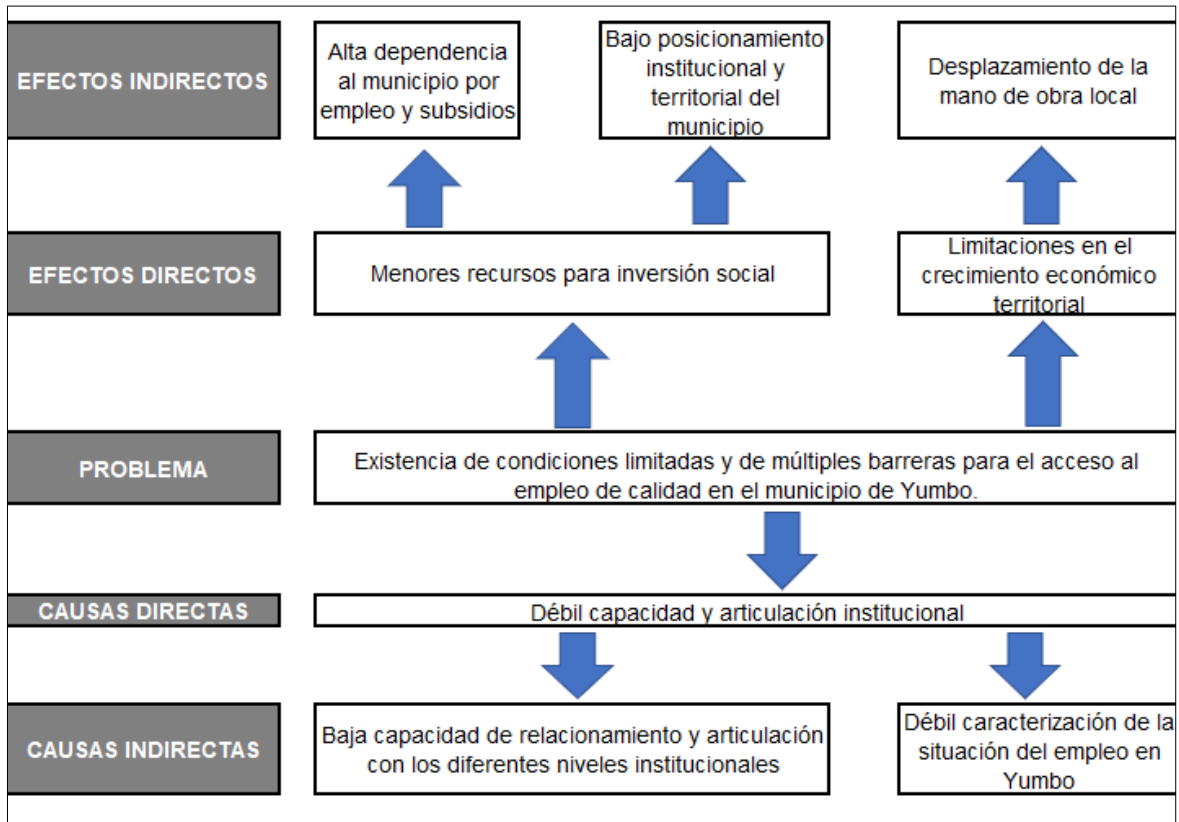 EFECTOS INDIRECTOS
Alta dependencia
al municipio por
empleo y subsidios
Bajo posicionamiento
institucional y
territorial del
municipio
Desplazamiento de la
mano de obra local
EFECTOS DIRECTOS
Menores recursos para inversión social
Limitaciones en el
crecimiento económico
territorial
PROBLEMA
Existencia de condiciones limitadas y de múltiples barreras para el acceso al
empleo de calidad en el municipio de Yumbo.
CAUSAS DIRECTAS
Débil capacidad y articulación institucional
CAUSAS INDIRECTAS
Baja capacidad de relacionamiento y articulación
con los diferentes niveles institucionales
Débil caracterización de la
situación del empleo en
Yumbo